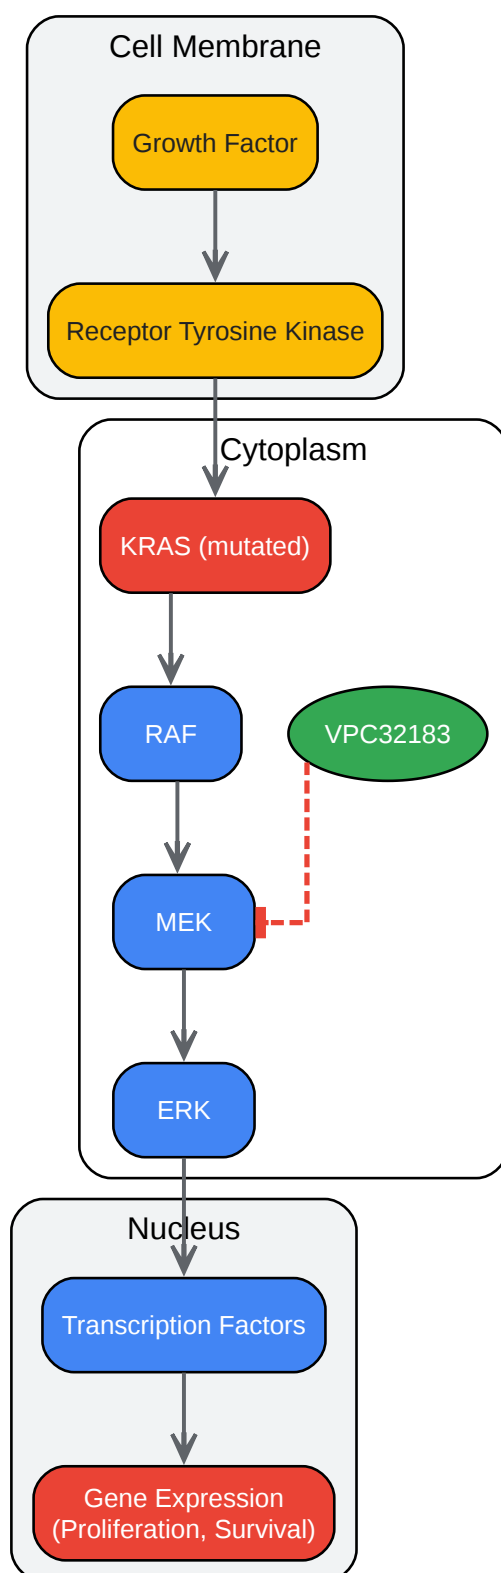 Cell Membrane
Growth Factor
Receptor Tyrosine Kinase
Cytoplasm
KRAS (mutated)
RAF
VPC32183
MEK
ERK
Nucleus
Transcription Factors
Gene Expression
(Proliferation, Survival)